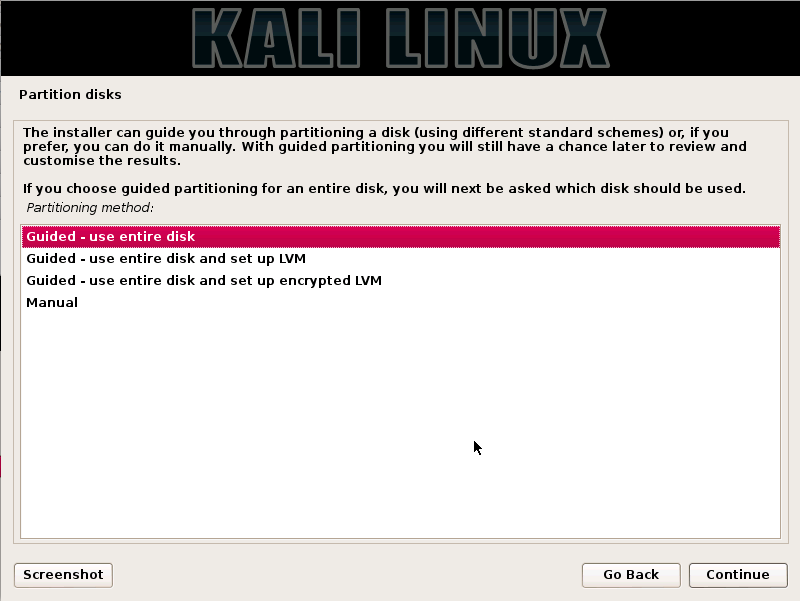 KALI LINUX
Partition disks
The installer can guide you through partitioning a disk (using different standard schemes) or, if you
prefer, you can do it manually. With guided partitioning you will still have a chance later to review and
customise the results.
If you choose guided partitioning for an entire disk, you will next be asked which disk should be used.
Partitioning method:
Guided - use entire disk
Guided - use entire disk and set up LVM
Guided - use entire disk and set up encrypted LVM
Manual
Screenshot
Go Back
Continue